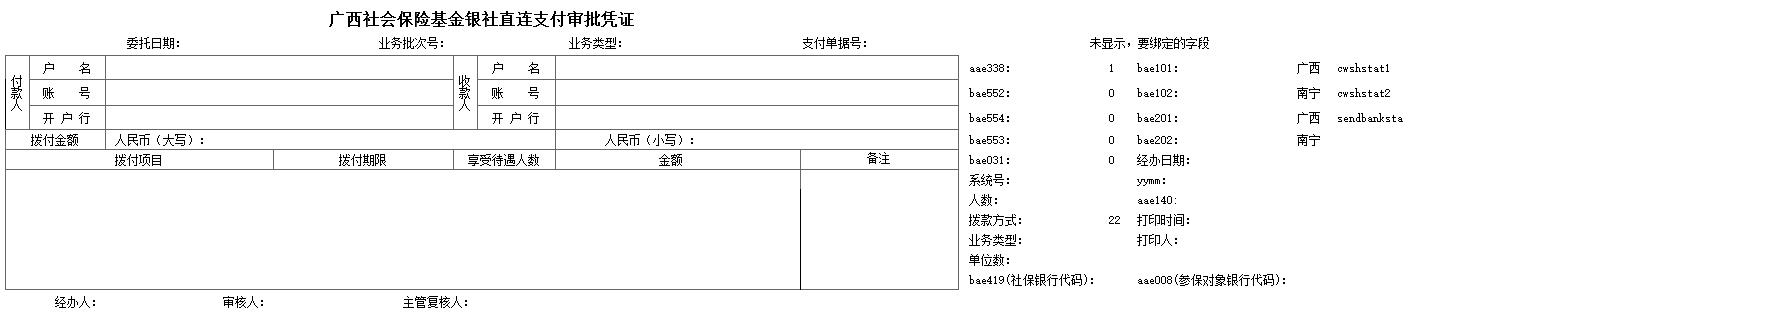 广西社会保险基金银社直连支付审批凭证
委托日期： 业务批次号： 业务类型： 支付单据号： 未显示，要绑定的字段
付款人 户 名 收款人 户 名
账 号 账 号
开 户 行 开 户 行
拨付金额 人民币（大写）： 人民币（小写）：
拨付项目 拨付期限 享受待遇人数 金额 备注
aae338： 1 bae101： 广西 cwshstat1
bae552： 0 bae102： 南宁 cwshstat2
bae554： 0 bae201： 广西 sendbanksta
bae553： 0 bae202： 南宁
bae031： 0 经办日期：
系统号： yymm：
人数： aae140：
拨款方式： 22 打印时间：
业务类型： 打印人：
单位数：
bae419(社保银行代码)： aae008(参保对象银行代码)：
经办人： 审核人： 主管复核人：